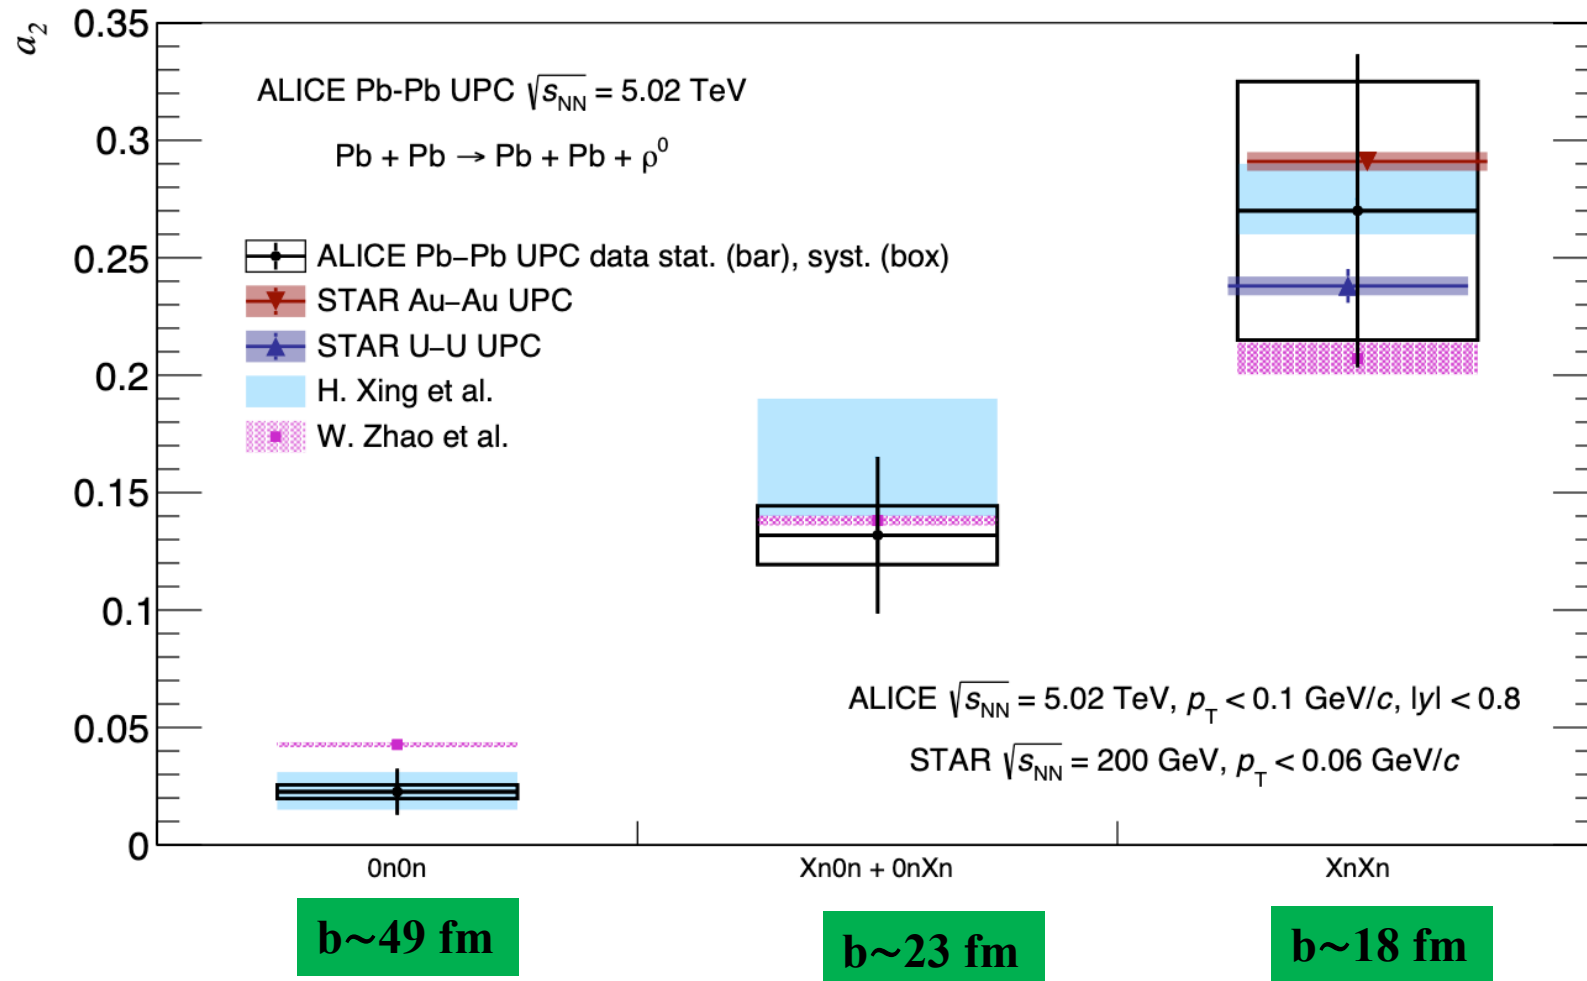 a2
0.35
0.3
0.25
0.2
0.15
0.1
0.05
0
ALICE Pb-Pb UPC √sNN = 5.02 TeV
Pb + Pb → Pb + Pb + ρ0
ALICE Pb–Pb UPC data stat. (bar), syst. (box)
STAR Au–Au UPC
STAR U–U UPC
H. Xing et al.
W. Zhao et al.
ALICE √sNN = 5.02 TeV, pT < 0.1 GeV/c, |y| < 0.8
STAR √sNN = 200 GeV, pT < 0.06 GeV/c
0n0n
Xn0n + 0nXn
XnXn
b~49 fm
b~23 fm
b~18 fm